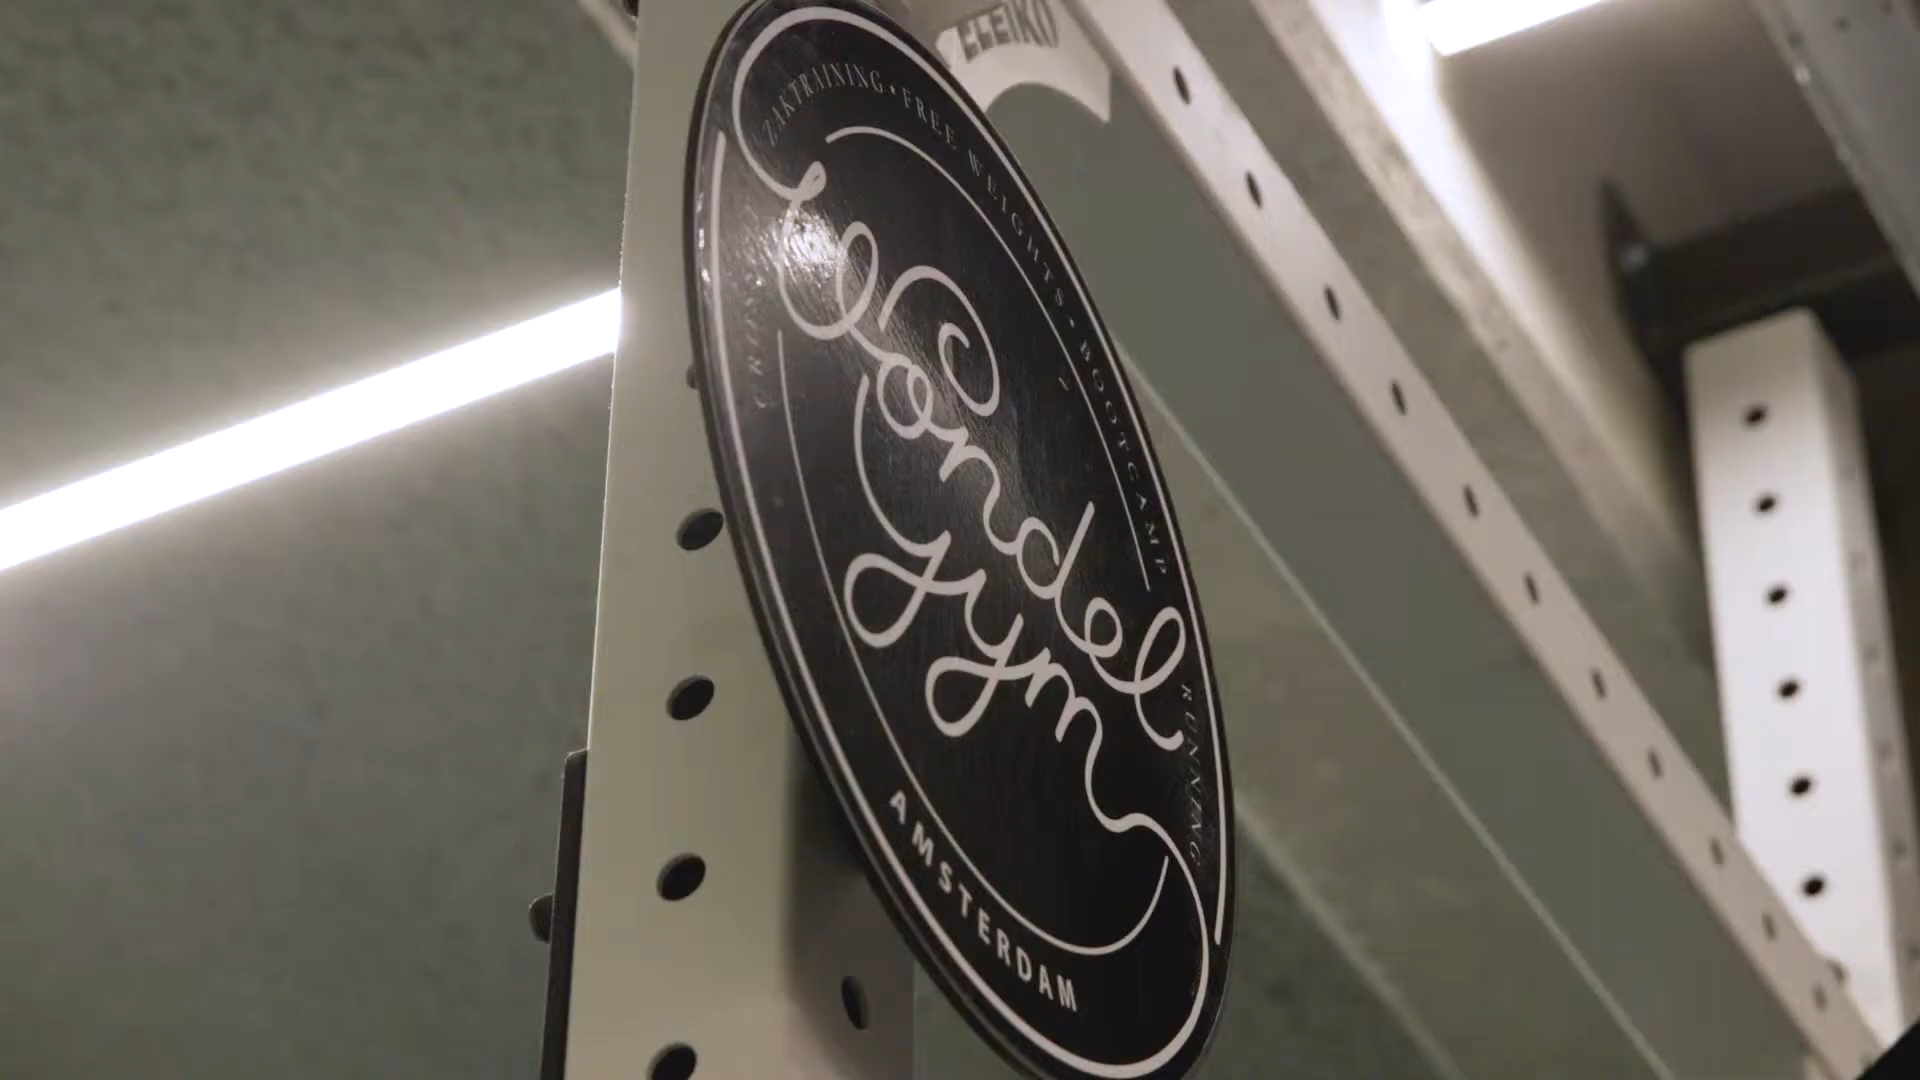 ELEIKO
ZAKTRAINING • FREE WEIGHTS • BOOTCAMP
Vondel
Gym
RUNNING
AMSTERDAM